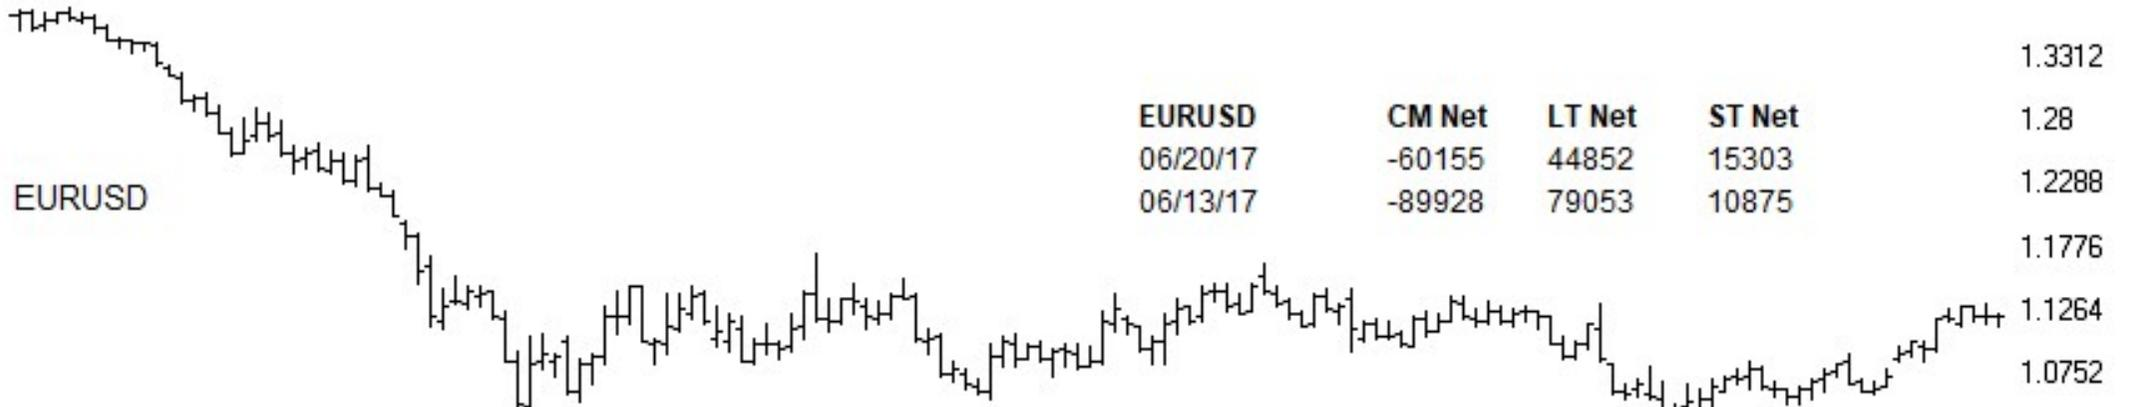 1.3312
EURUSD CM Net LT Net ST Net
1.28
06/20/17 -60155 44852 15303
1.2288
EURUSD
06/13/17 -89928 79053 10875
1.1776
1.1264
1.0752